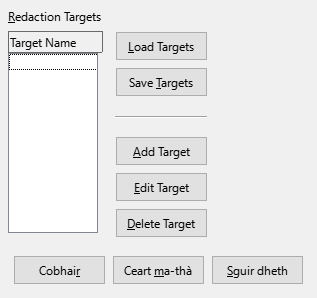 Redaction Targets
Target Name
Load Targets
Save Targets
Add Target
Edit Target
Delete Target
Cobhair
Ceart ma-thà
Sguir dheth